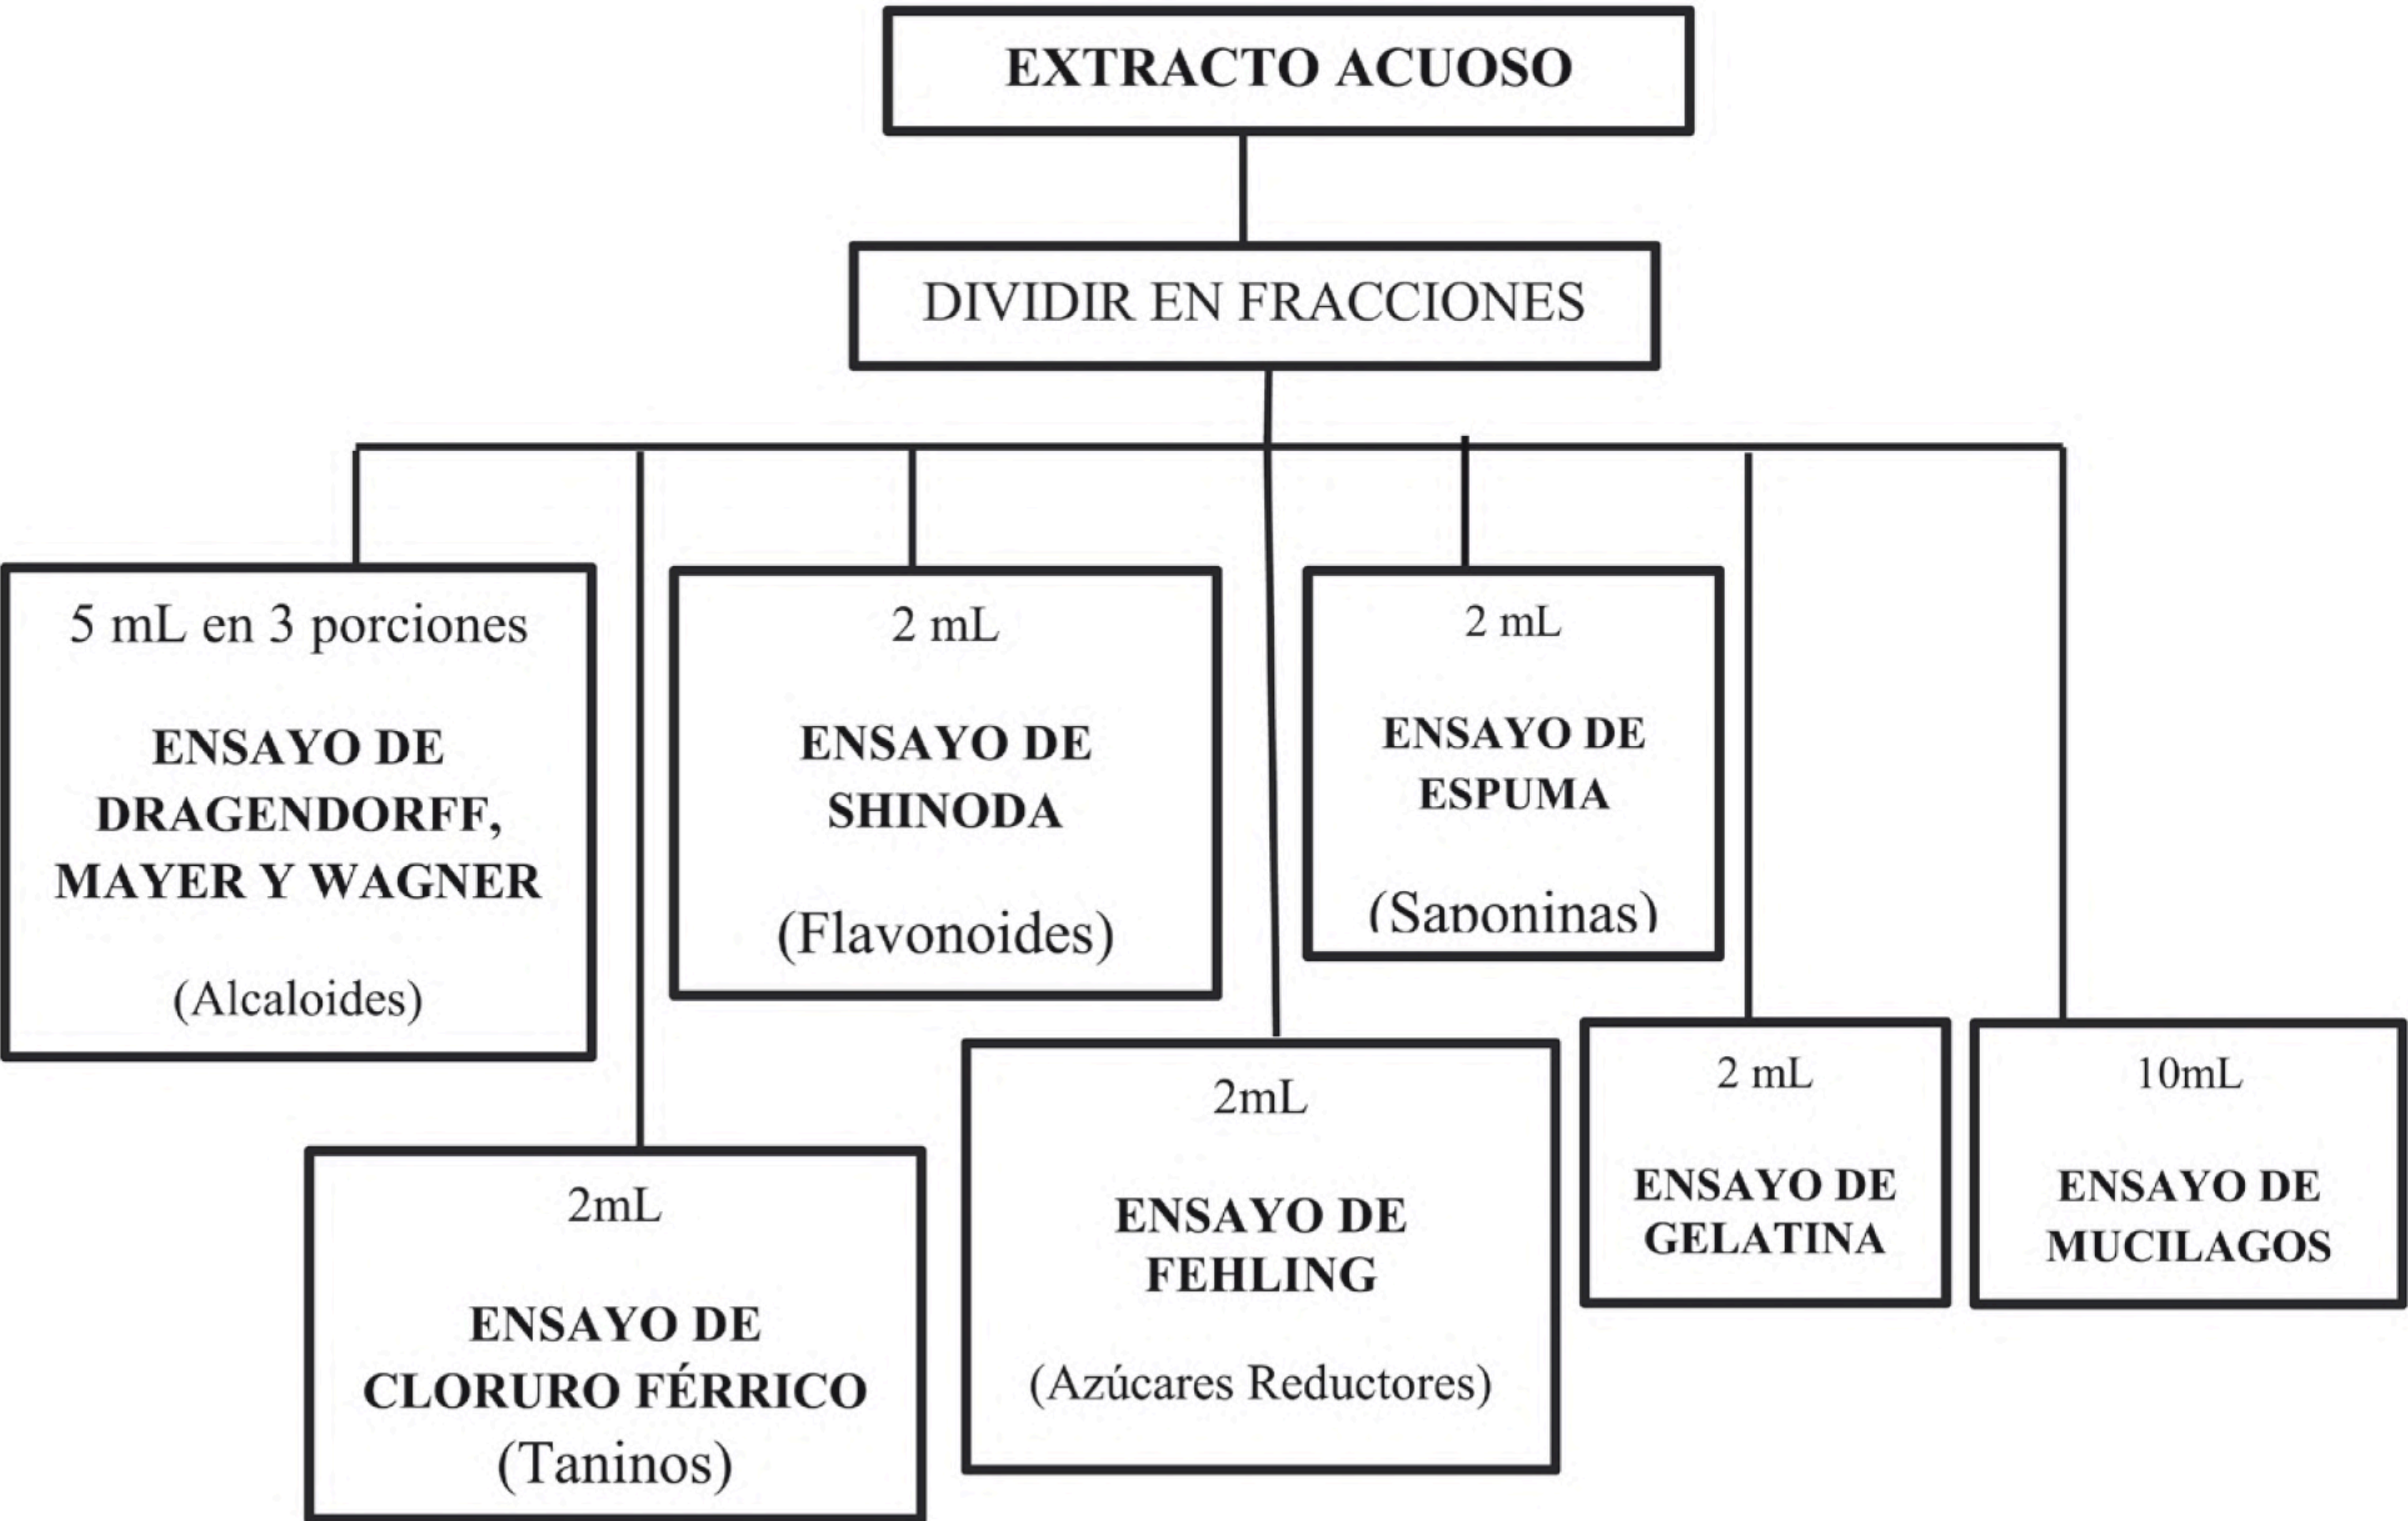 EXTRACTO ACUOSO
DIVIDIR EN FRACCIONES
5 mL en 3 porciones
ENSAYO DE
DRAGENDORFF,
MAYER Y WAGNER
(Alcaloides)
2 mL
ENSAYO DE
SHINODA
(Flavonoides)
2 mL
ENSAYO DE
ESPUMA
(Saponinas)
2mL
ENSAYO DE
CLORURO FÉRRICO
(Taninos)
2mL
ENSAYO DE
FEHLING
(Azúcares Reductores)
2 mL
ENSAYO DE
GELATINA
10mL
ENSAYO DE
MUCILAGOS